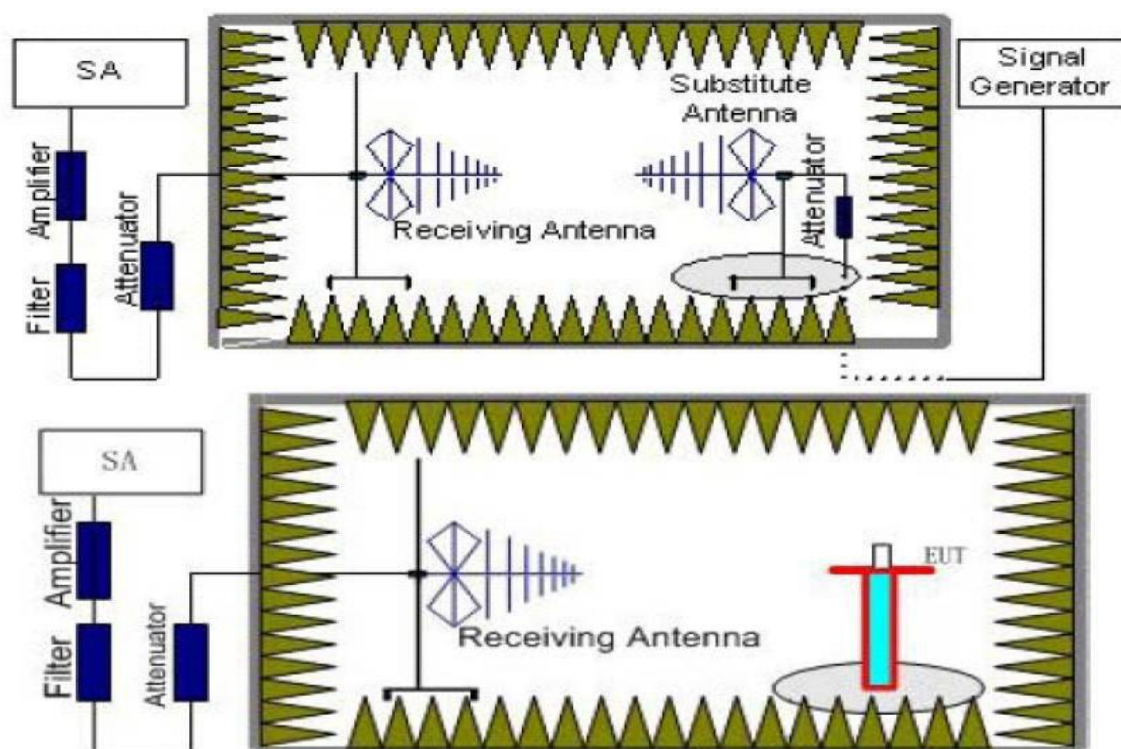 SA
Signal
Generator
Substitute
Antenna
Amplifier
Attenuator
Attenuator
Receiving Antenna
Filter
SA
Amplifier
EUT
Attenuator
Receiving Antenna
Filter